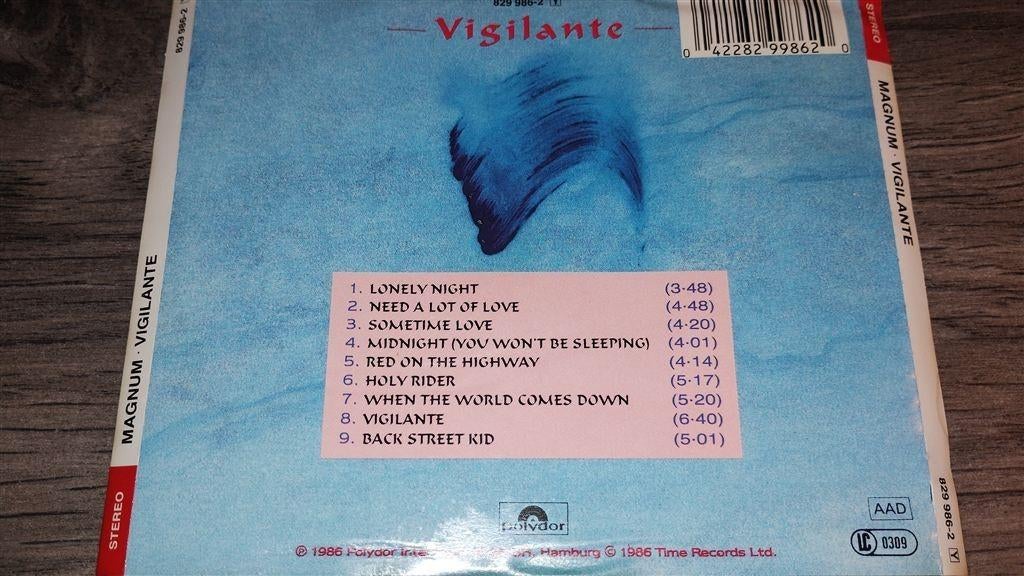 829 986-2 Y
Vigilante
0 42282 99862 0
829 986-2 Y
STEREO
MAGNUM · VIGILANTE
MAGNUM · VIGILANTE
STEREO
1. LONELY NIGHT (3·48)
2. NEED A LOT OF LOVE (4·48)
3. SOMETIME LOVE (4·20)
4. MIDNIGHT (YOU WON'T BE SLEEPING) (4·01)
5. RED ON THE HIGHWAY (4·14)
6. HOLY RIDER (5·17)
7. WHEN THE WORLD COMES DOWN (5·20)
8. VIGILANTE (6·40)
9. BACK STREET KID (5·01)
polydor
AAD
LC 0309
829 986-2 Y
℗ 1986 Polydor Hamburg © 1986 Time Records Ltd.